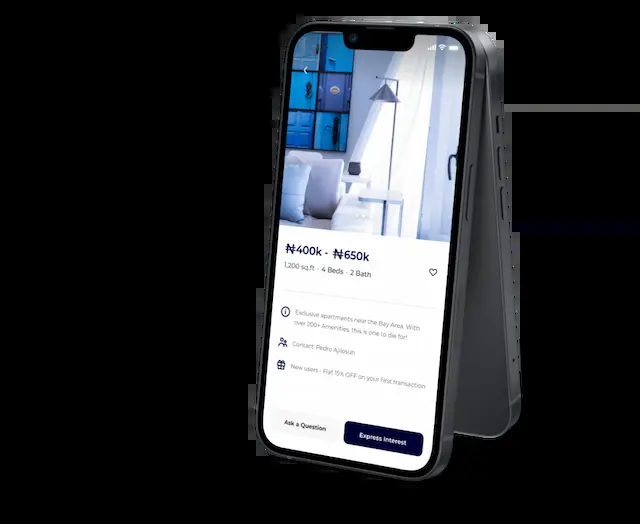 ₦400k - ₦650k
1,200 sq.ft - 4 Beds - 2 Bath
Exclusive apartments near the Bay Area. With
over 200+ Amenities, this is one to die for!
Contact: Pedro Ajilosun
New users - Flat 15% OFF on your first transaction
Ask a Question
Express Interest